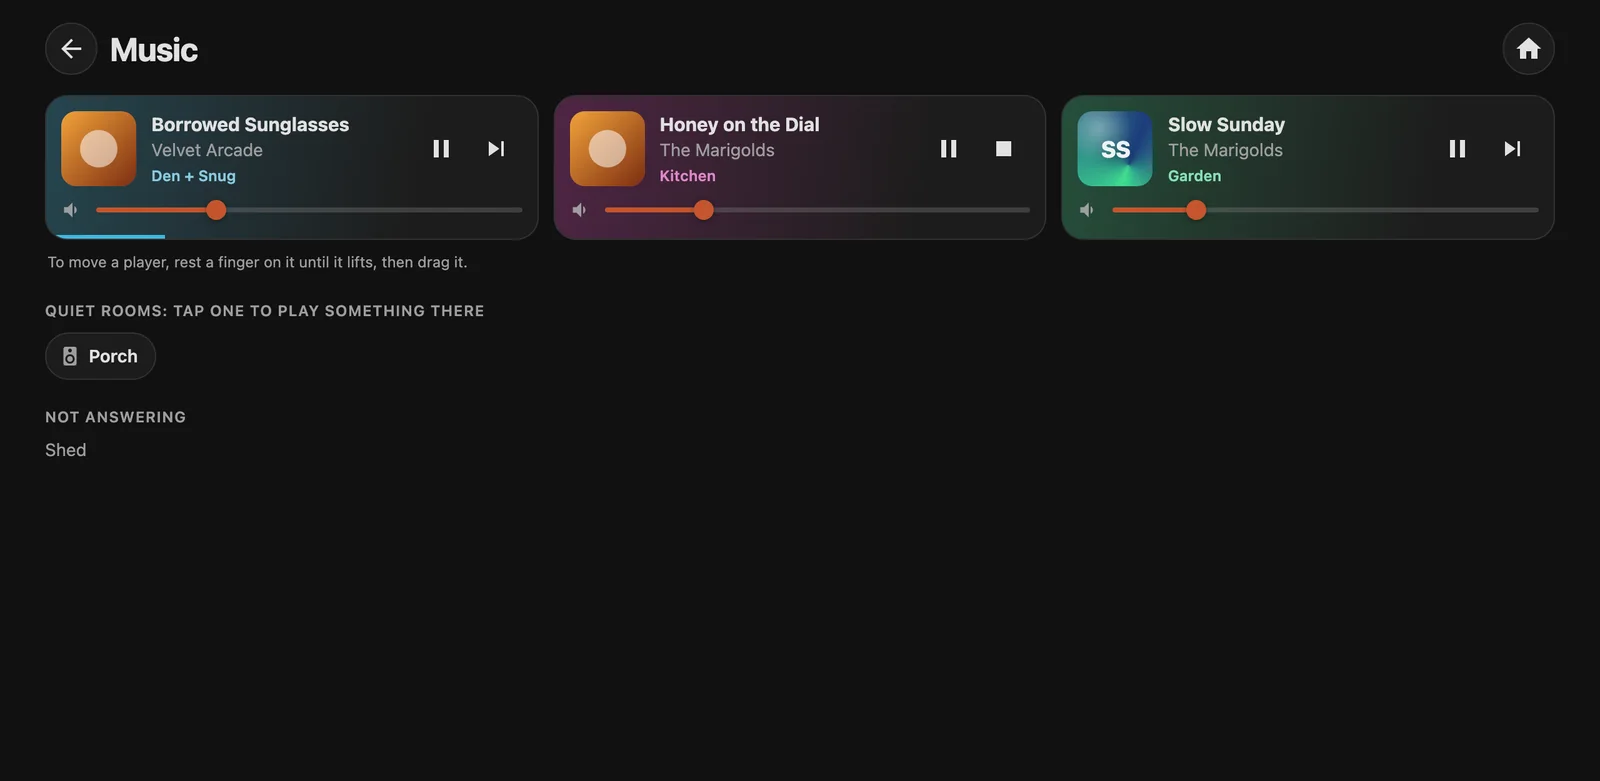 Music
Borrowed Sunglasses
Velvet Arcade
Den + Snug
Honey on the Dial
The Marigolds
Kitchen
SS
Slow Sunday
The Marigolds
Garden
To move a player, rest a finger on it until it lifts, then drag it.
QUIET ROOMS: TAP ONE TO PLAY SOMETHING THERE
Porch
NOT ANSWERING
Shed